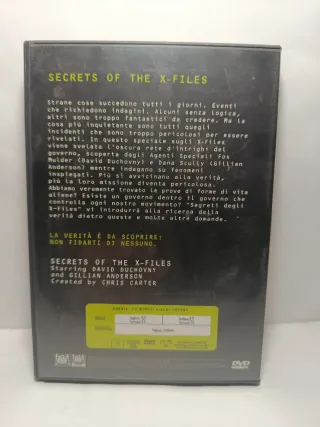 SECRETS OF THE X-FILES
Strane cose succedono tutti i giorni. Eventi
che richiedono indagini. Alcuni senza logica,
altri sono troppo fantastici da credere. Ma la
cosa più inquietante sono tutti quegli
incidenti che sono troppo pericolosi per essere
rivelati. In questo speciale sugli X-Files
viene svelata l'oscura rete d'intrighi del
governo. Scoperta dagli Agenti Speciali Fox
Mulder (David Duchovny) e Dana Scully (Gillian
Anderson) mentre indagano su fenomeni
inspiegati. Più si avvicinano alla verità,
più la loro missione diventa pericolosa.
Abbiamo veramente trovato le prove di forme di vita
aliene? Esiste un governo dentro il governo che
controlla ogni nostro movimento? "Segreti degli
X-Files" vi introdurrà alla ricerca della
verità dietro queste e molte altre domande.
LA VERITÀ È DA SCOPRIRE:
NON FIDARTI DI NESSUNO.
SECRETS OF THE X-FILES
Starring DAVID DUCHOVNY
and GILLIAN ANDERSON
Created by CHRIS CARTER
DVD